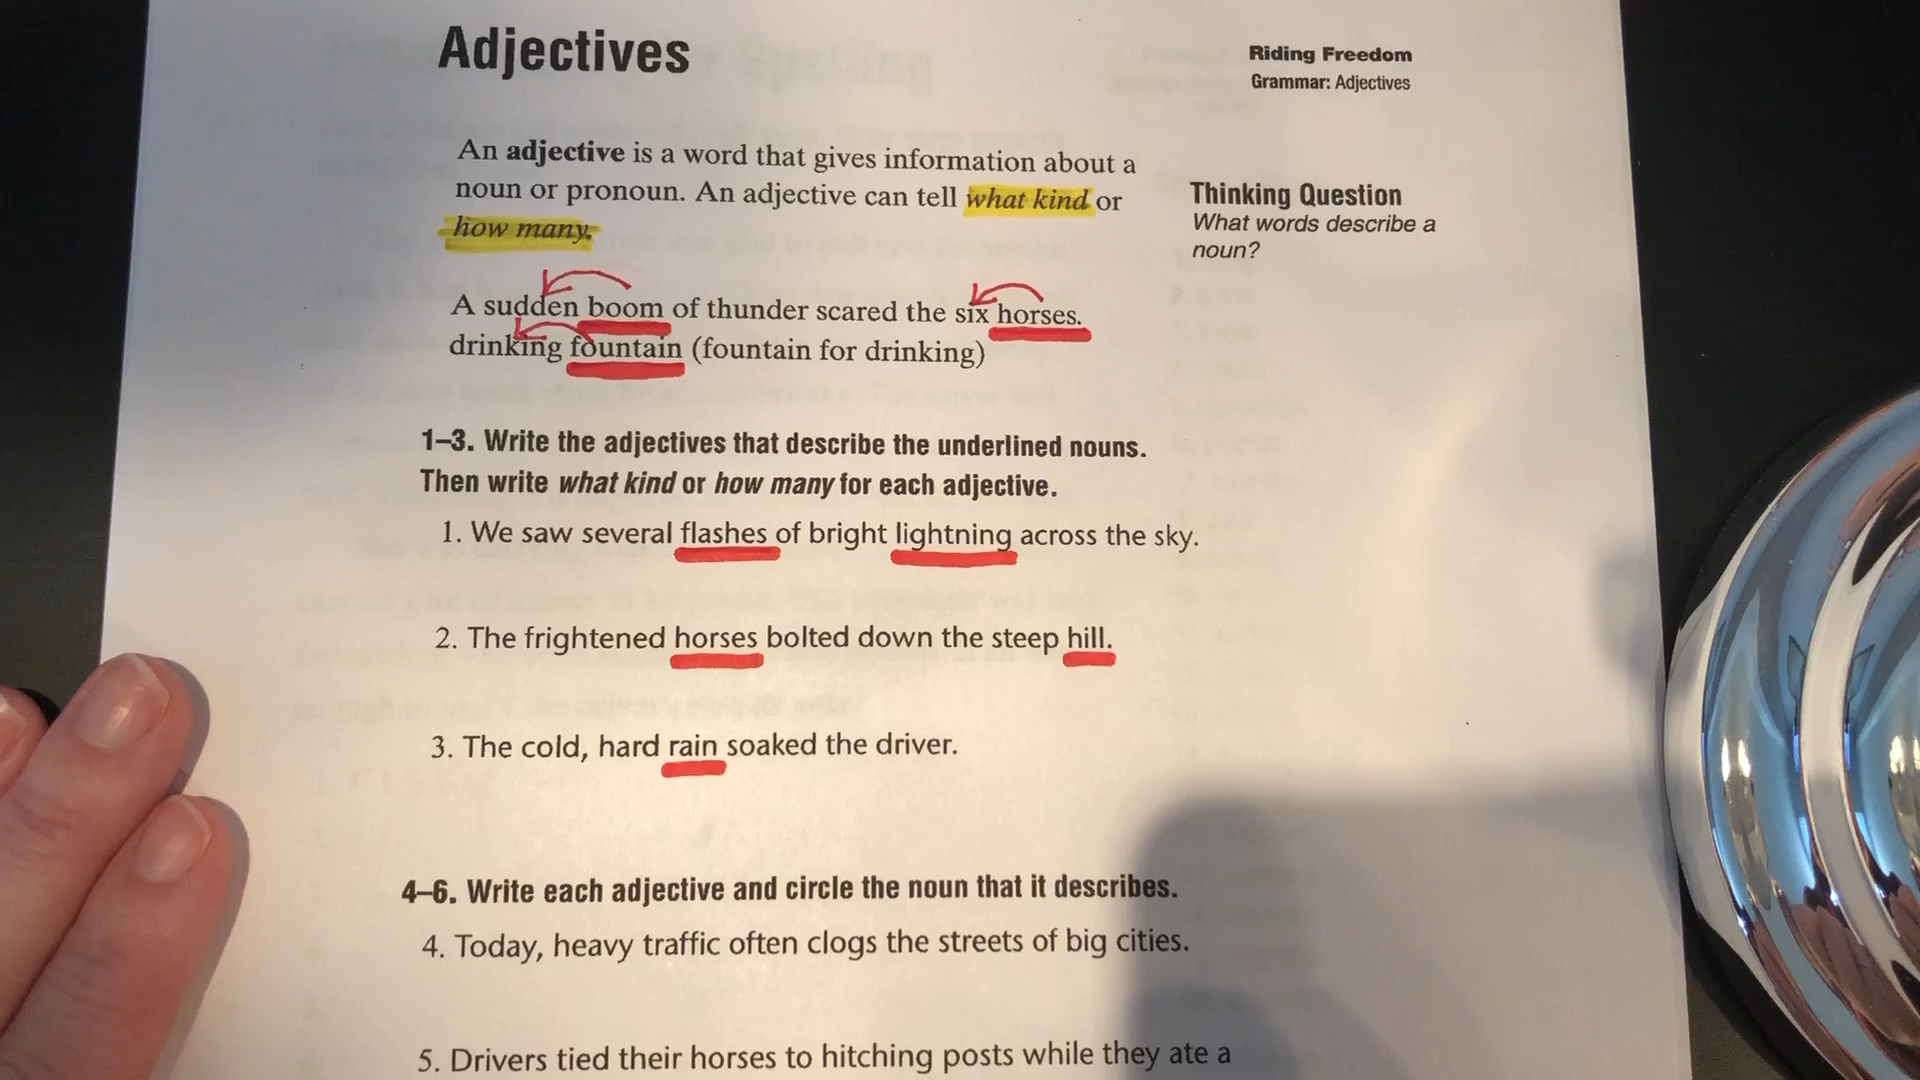 Adjectives
Riding Freedom
Grammar: Adjectives
An adjective is a word that gives information about a
noun or pronoun. An adjective can tell what kind or
how many.
Thinking Question
What words describe a
noun?
A sudden boom of thunder scared the six horses.
drinking fountain (fountain for drinking)
1–3. Write the adjectives that describe the underlined nouns.
Then write what kind or how many for each adjective.
1. We saw several flashes of bright lightning across the sky.
2. The frightened horses bolted down the steep hill.
3. The cold, hard rain soaked the driver.
4–6. Write each adjective and circle the noun that it describes.
4. Today, heavy traffic often clogs the streets of big cities.
5. Drivers tied their horses to hitching posts while they ate a